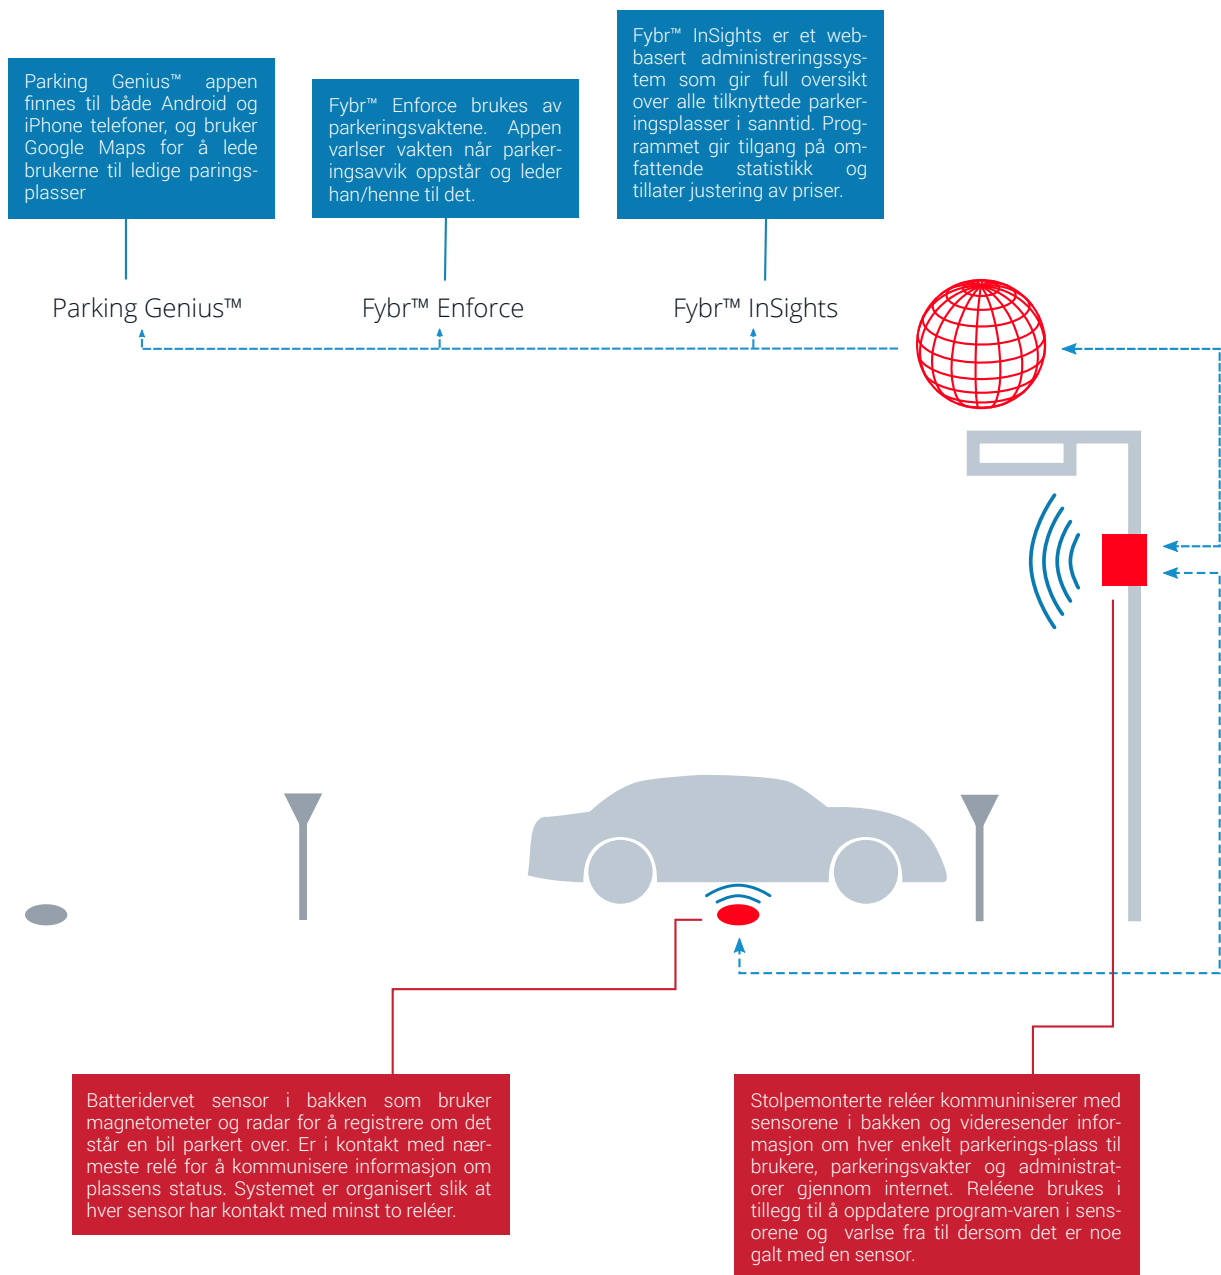 Parking Genius™ appen
finnes til både Android og
iPhone telefoner, og bruker
Google Maps for å lede
brukerne til ledige parings-
plasser
Fybr™ Enforce brukes av
parkeringsvaktene. Appen
varlser vakten når parker-
ingsavvik oppstår og leder
han/henne til det.
Fybr™ InSights er et web-
basert administreringssys-
tem som gir full oversikt
over alle tilknyttede parker-
ingsplasser i sanntid. Prog-
rammet gir tilgang på om-
fattende statistikk og
tillater justering av priser.
Parking Genius™
Fybr™ Enforce
Fybr™ InSights
Batteridervet sensor i bakken som bruker
magnetometer og radar for å registrere om det
står en bil parkert over. Er i kontakt med nær-
meste relé for å kommunisere informasjon om
plassens status. Systemet er organisert slik at
hver sensor har kontakt med minst to reléer.
Stolpemonterte reléer kommuniniserer med
sensorene i bakken og videresender infor-
masjon om hver enkelt parkerings-plass til
brukere, parkeringsvakter og administrat-
orer gjennom internet. Reléene brukes i
tillegg til å oppdatere program-varen i sens-
orene og varlse fra til dersom det er noe
galt med en sensor.